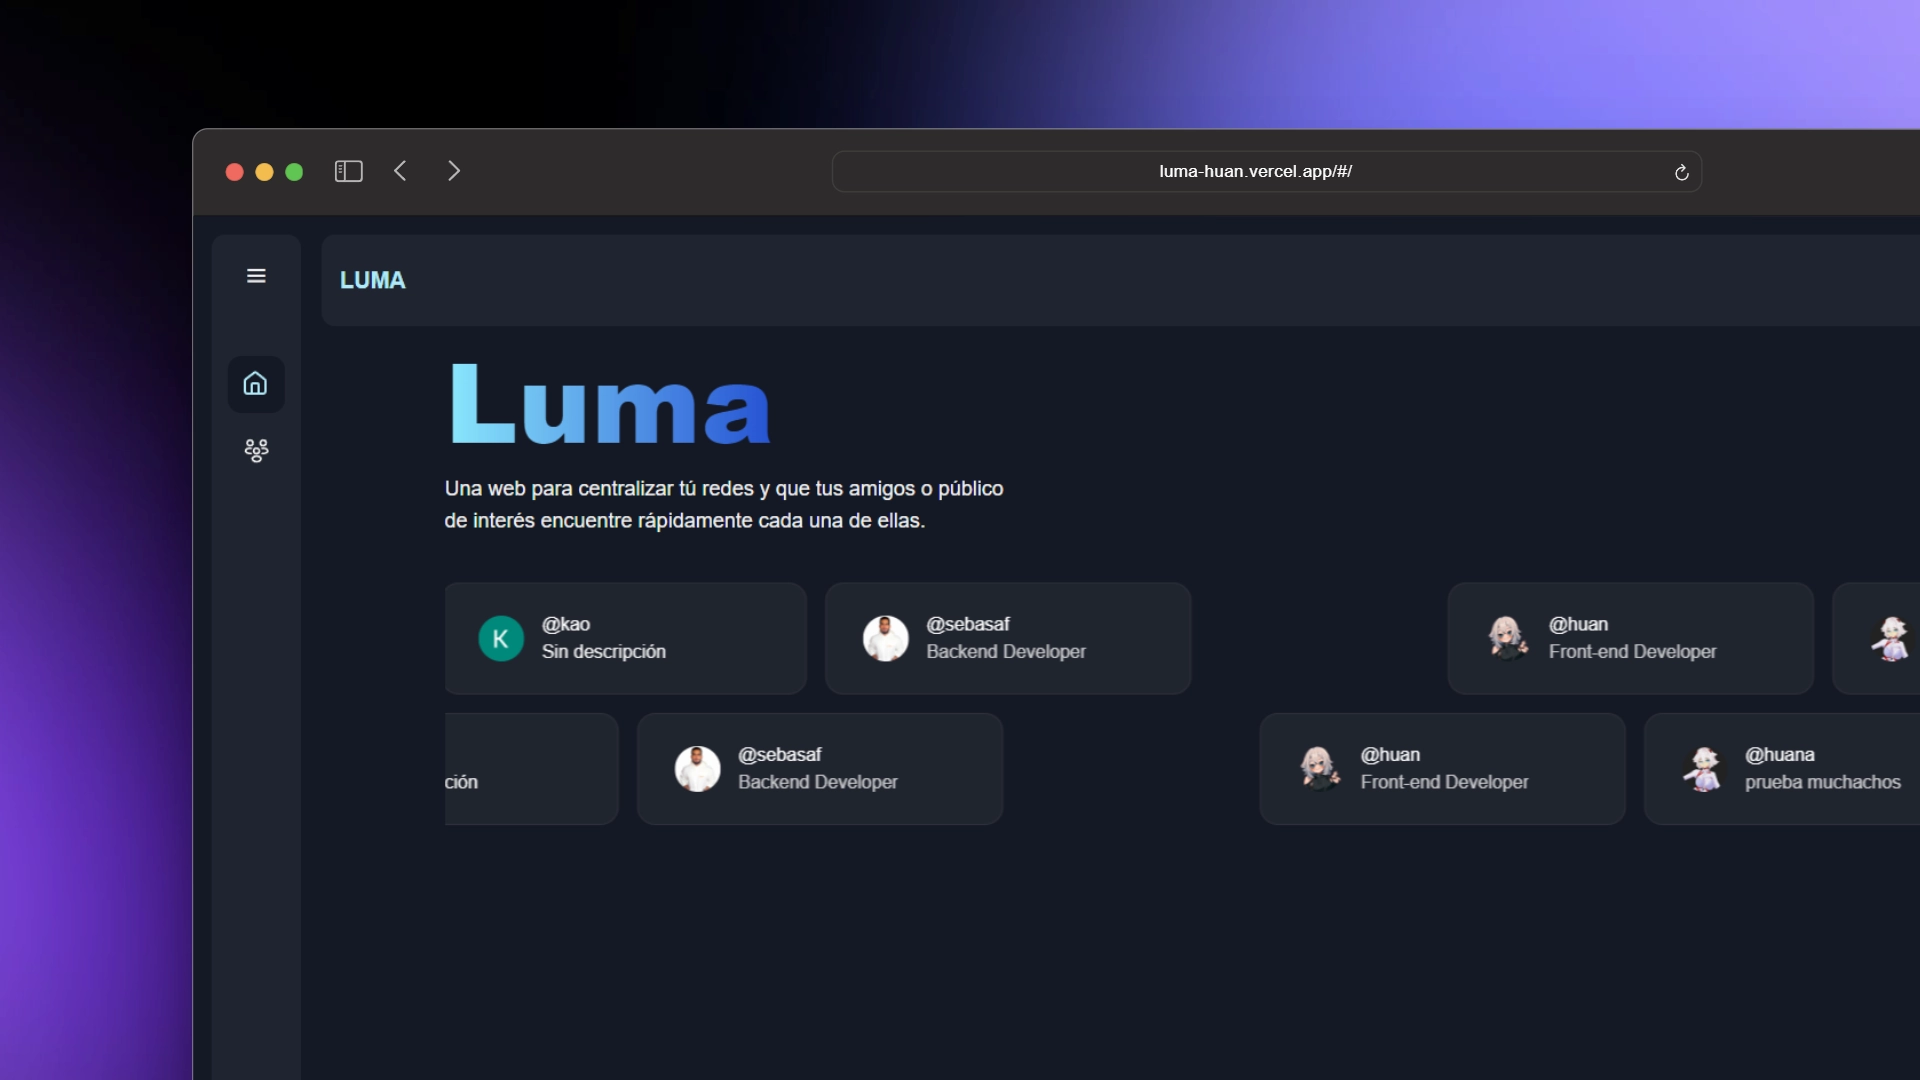 luma-huan.vercel.app/#/
LUMA
Luma
Una web para centralizar tú redes y que tus amigos o público
de interés encuentre rápidamente cada una de ellas.
K
@kao
Sin descripción
@sebasaf
Backend Developer
@huan
Front-end Developer
ción
@sebasaf
Backend Developer
@huan
Front-end Developer
@huana
prueba muchachos